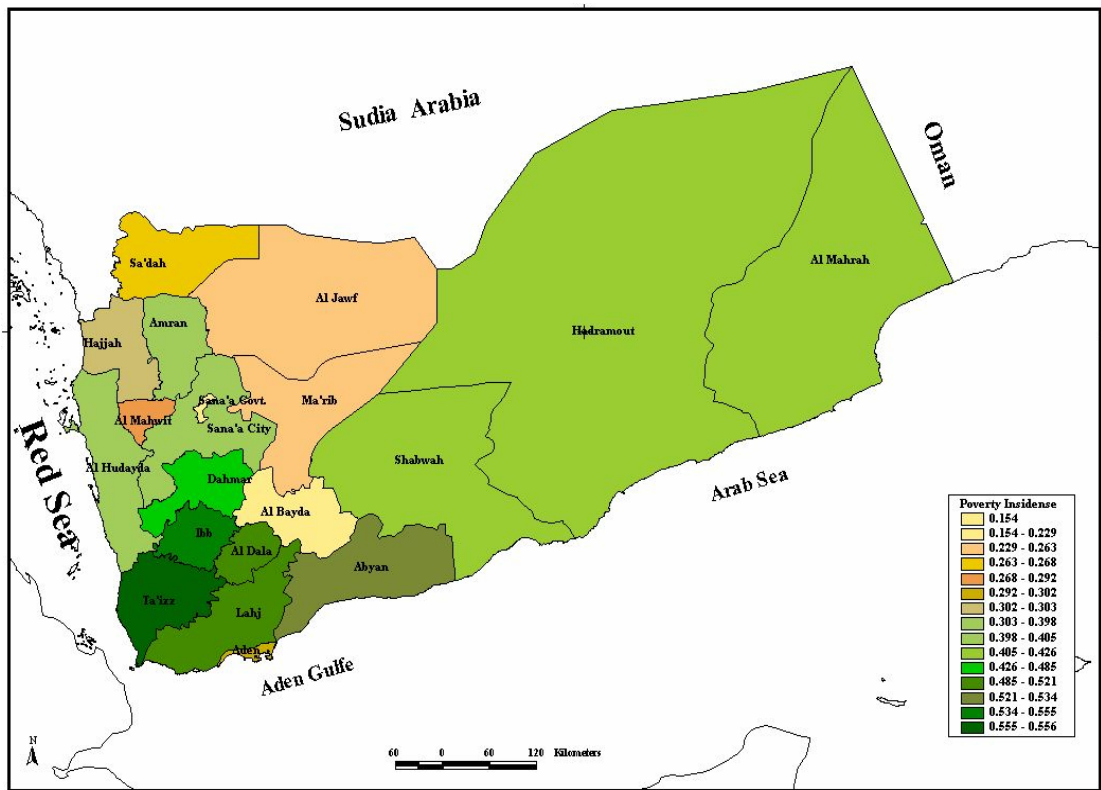 Sudia Arabia
Oman
Sa'dah
Al Jawf
Al Mahrah
Amran
Hajjah
Hadramout
Sana'a Govt.
Ma'rib
Al Mahwit
Sana'a City
Red Sea
Al Hudayda
Shabwah
Dahmar
Arab Sea
Al Bayda
Ibb
Al Dala
Abyan
Ta'izz
Lahj
Aden
Aden Gulfe
Poverty Insidense
0.154
0.154 - 0.229
0.229 - 0.263
0.263 - 0.268
0.268 - 0.292
0.292 - 0.302
0.302 - 0.303
0.303 - 0.398
0.398 - 0.405
0.405 - 0.426
0.426 - 0.485
0.485 - 0.521
0.521 - 0.534
0.534 - 0.555
0.555 - 0.556
N
60 0 60 120 Kilometers